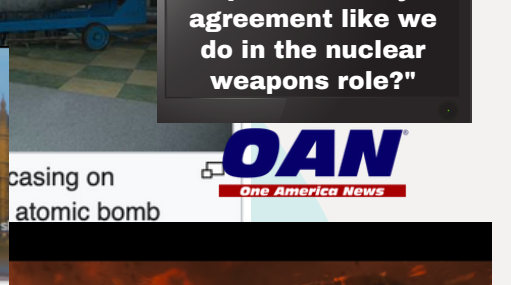 agreement like we
do in the nuclear
weapons role?"
OAN
One America News
casing on
atomic bomb